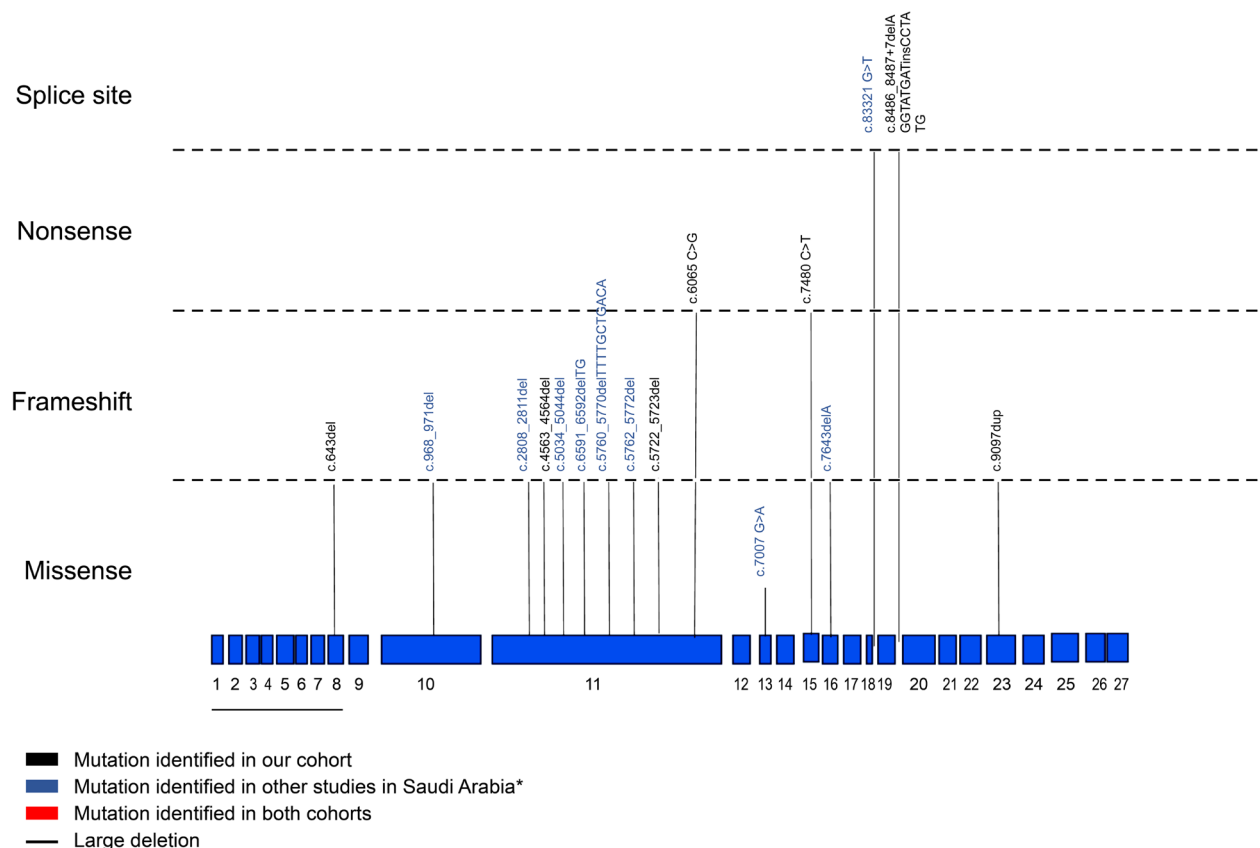 Splice site
c.83321 G>T
c.8486_8487+7delA
GGTATGATinsCCTA
TG
Nonsense
c.6065 C>G
c.7480 C>T
Frameshift
c.643del
c.968_971del
c.2808_2811del
c.4563_4564del
c.5034_5044del
c.6591_6592delTG
c.5760_5770delTTTTGCTGACA
c.5762_5772del
c.5722_5723del
c.7643delA
c.9097dup
Missense
c.7007 G>A
1 2 3 4 5 6 7 8 9 10 11 12 13 14 15 16 17 18 19 20 21 22 23 24 25 26 27
Mutation identified in our cohort
Mutation identified in other studies in Saudi Arabia*
Mutation identified in both cohorts
Large deletion